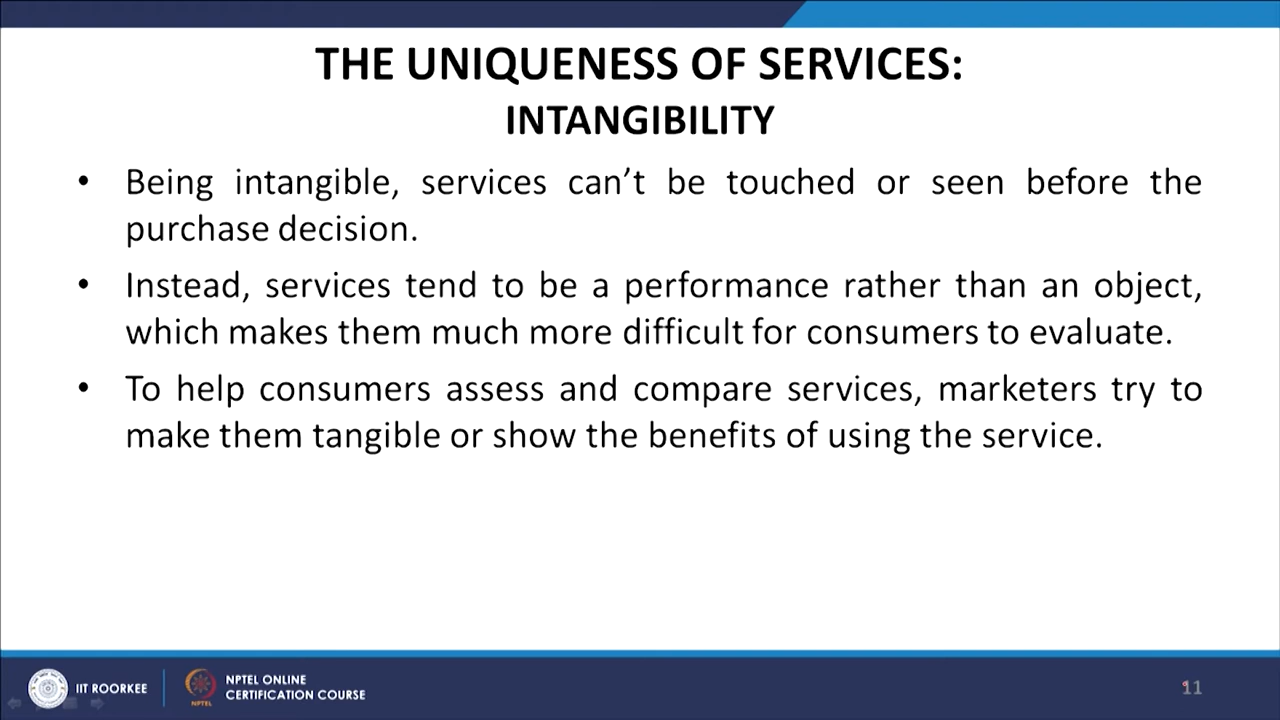 THE UNIQUENESS OF SERVICES:
INTANGIBILITY
• Being intangible, services can’t be touched or seen before the
purchase decision.
• Instead, services tend to be a performance rather than an object,
which makes them much more difficult for consumers to evaluate.
• To help consumers assess and compare services, marketers try to
make them tangible or show the benefits of using the service.
IIT ROORKEE
NPTEL
NPTEL ONLINE
CERTIFICATION COURSE
11